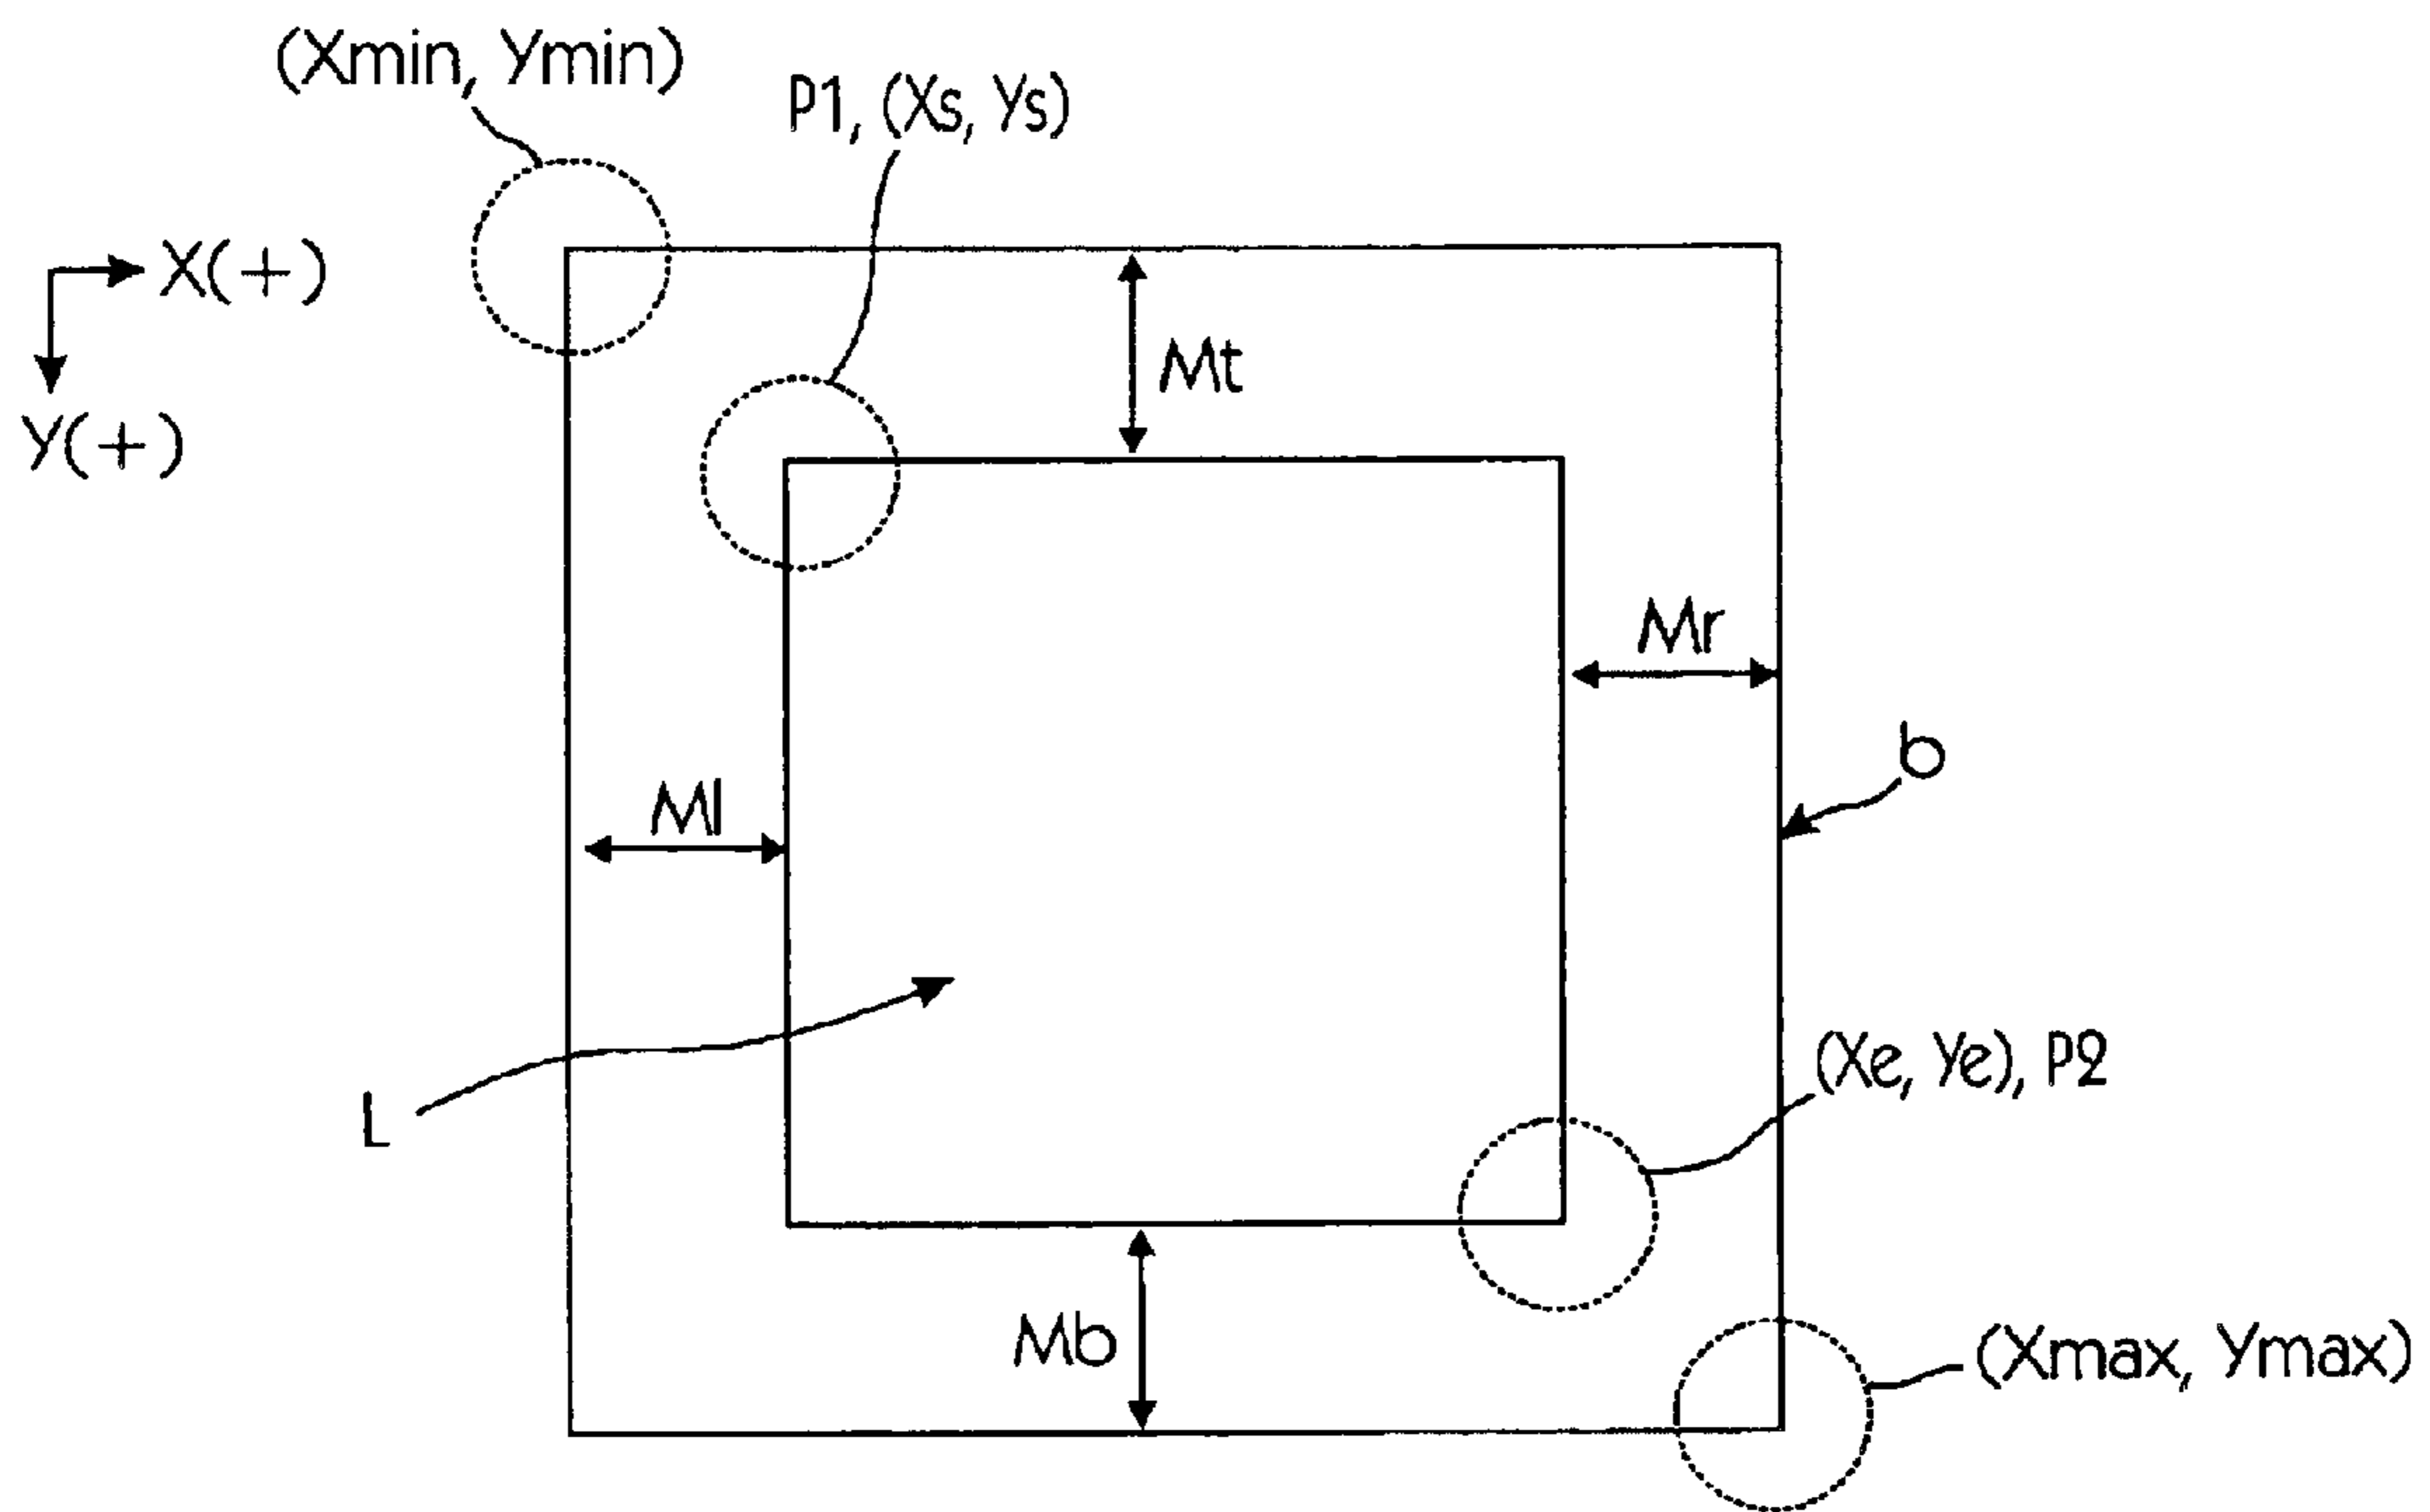 (Xmin, Ymin)
P1, (Xs, Ys)
X(+)
Y(+)
Mt
Mr
b
Ml
L
(Xe, Ye), P2
Mb
(Xmax, Ymax)